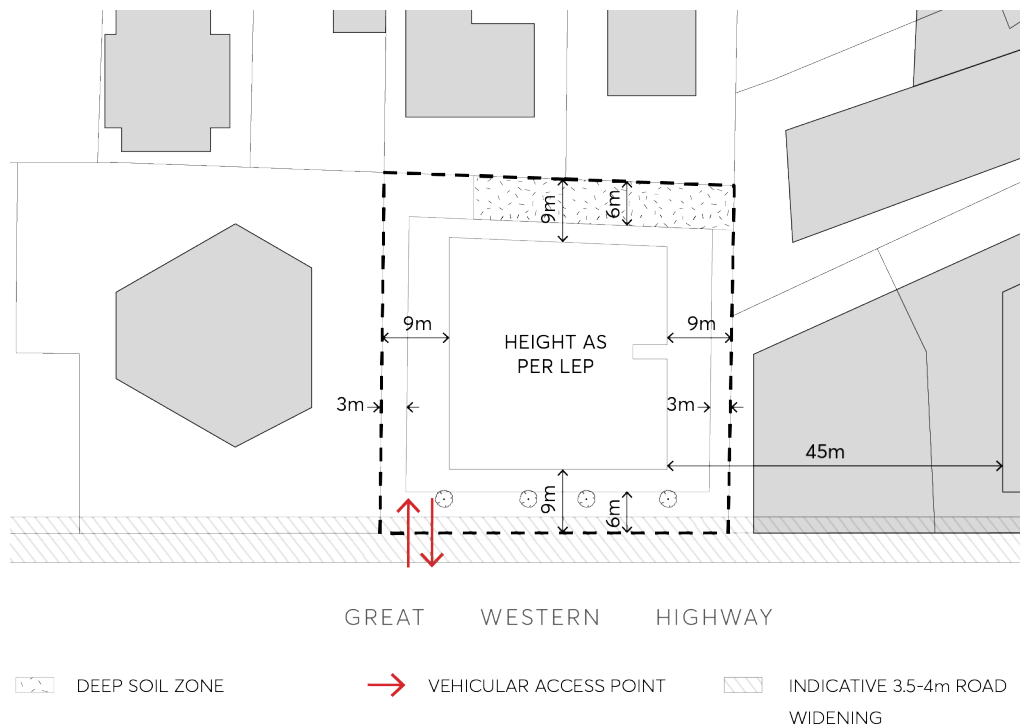 9m
6m
9m
HEIGHT AS
PER LEP
9m
3m
3m
45m
9m
6m
GREAT WESTERN HIGHWAY
DEEP SOIL ZONE
VEHICULAR ACCESS POINT
INDICATIVE 3.5-4m ROAD
WIDENING